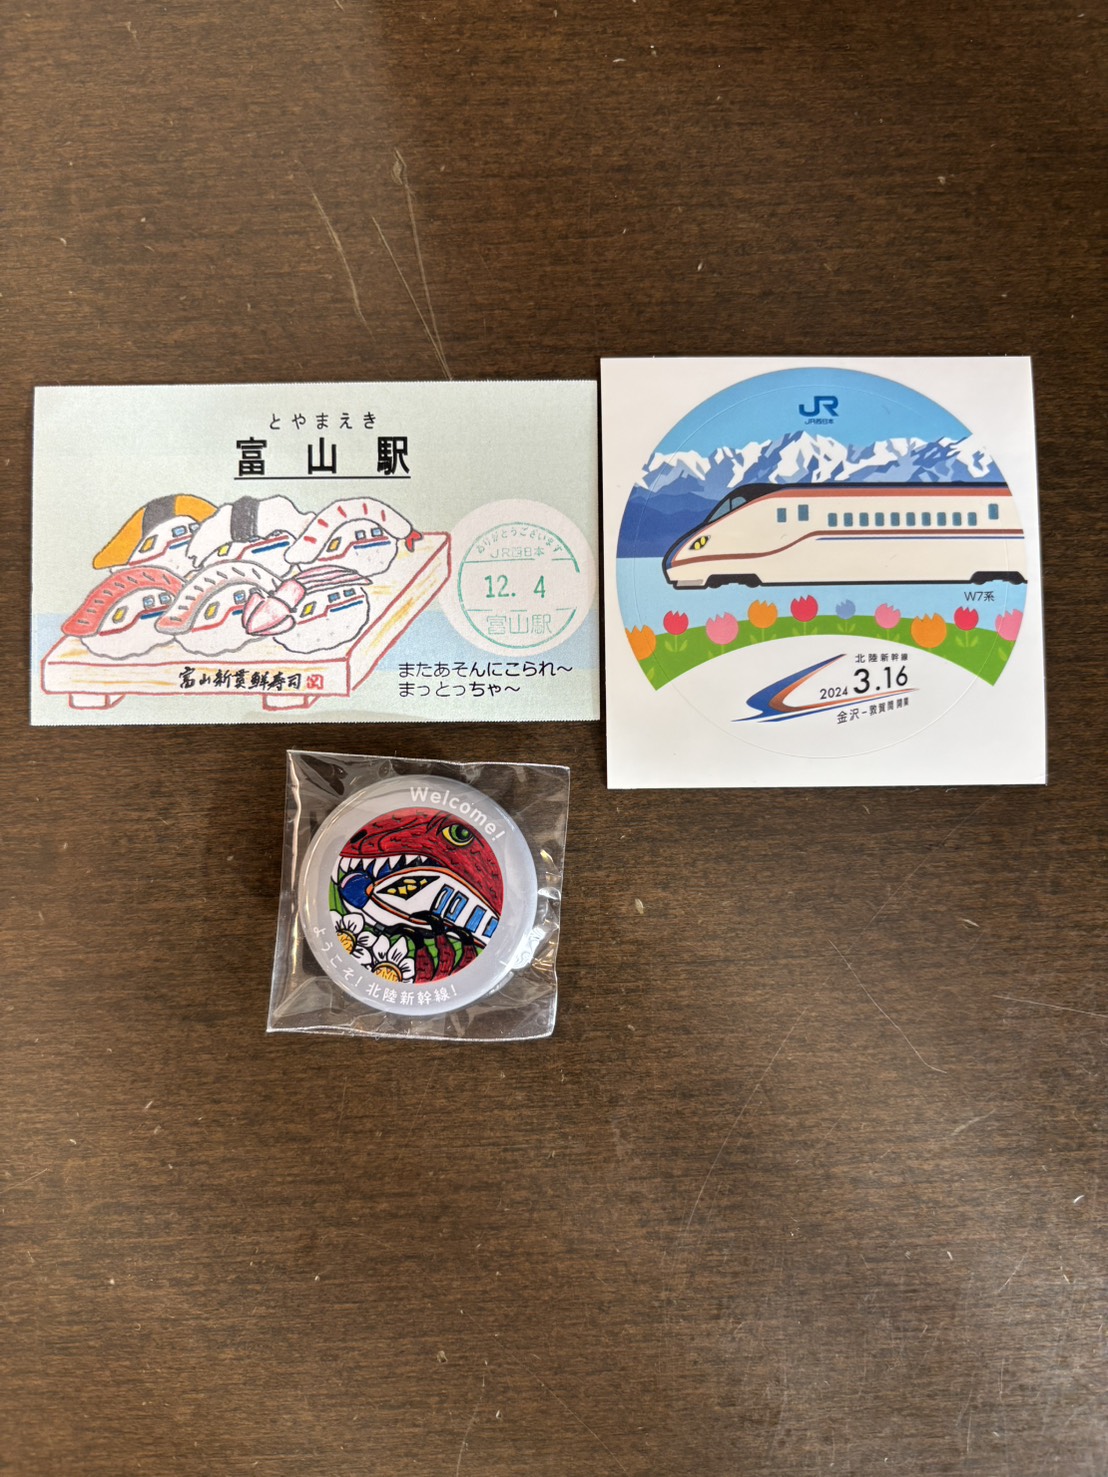 とやまえき
富山駅
ありがとうございます
JR西日本
12. 4
富山駅
富山新幹鮮寿司
またあそんにこられ～
まっとっちゃ～
JR
JR西日本
W7系
北陸新幹線
2024 3.16
金沢－敦賀間開業
Welcome!
ようこそ!北陸新幹線!